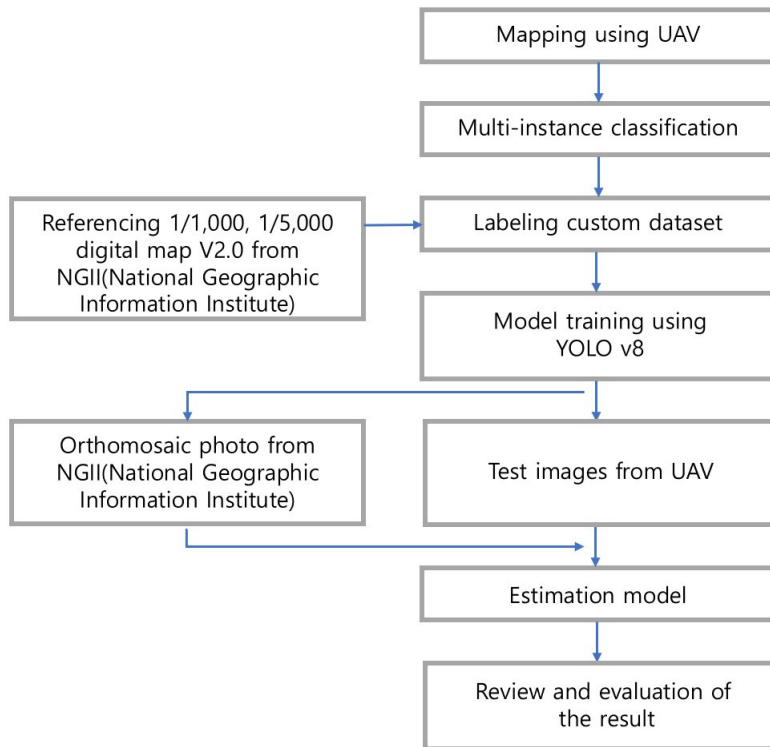 Mapping using UAV
Multi-instance classification
Referencing 1/1,000, 1/5,000
digital map V2.0 from
NGII(National Geographic
Information Institute)
Labeling custom dataset
Model training using
YOLO v8
Orthomosaic photo from
NGII(National Geographic
Information Institute)
Test images from UAV
Estimation model
Review and evaluation of
the result